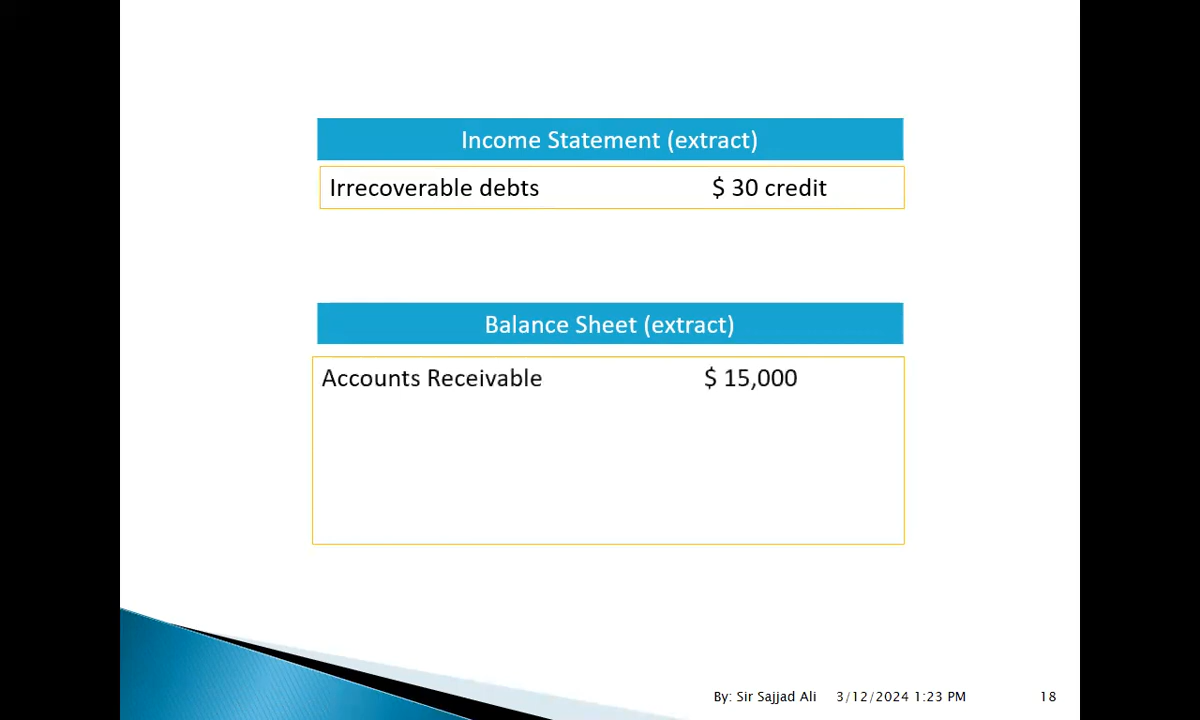 Income Statement (extract)
Irrecoverable debts $ 30 credit
Balance Sheet (extract)
Accounts Receivable $ 15,000
By: Sir Sajjad Ali 3/12/2024 1:23 PM 18